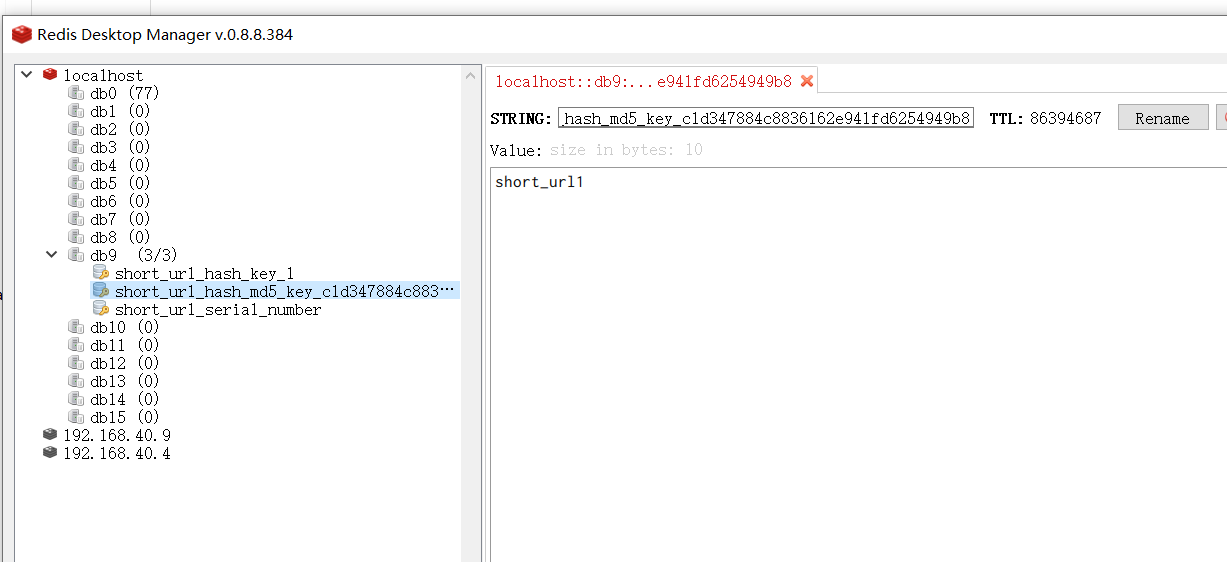 Redis Desktop Manager v.0.8.8.384
localhost
db0 (77)
db1 (0)
db2 (0)
db3 (0)
db4 (0)
db5 (0)
db6 (0)
db7 (0)
db8 (0)
db9 (3/3)
short_url_hash_key_1
short_url_hash_md5_key_c1d347884c883…
short_url_serial_number
db10 (0)
db11 (0)
db12 (0)
db13 (0)
db14 (0)
db15 (0)
192.168.40.9
192.168.40.4
localhost::db9:...e941fd6254949b8
STRING: _hash_md5_key_c1d347884c8836162e941fd6254949b8 TTL: 86394687 Rename
Value: size in bytes: 10
short_url1